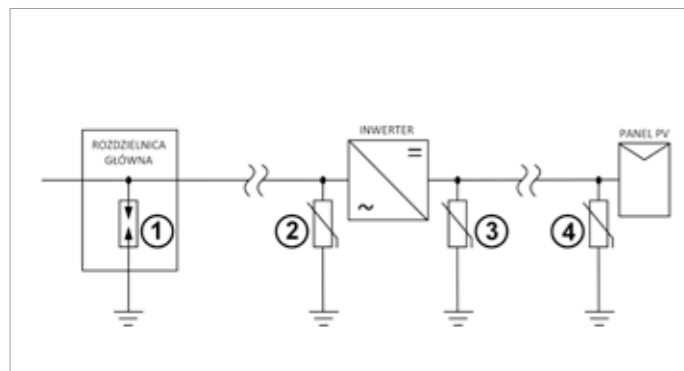 ROZDZIELNICA
GŁÓWNA
INWERTER
PANEL PV
1
2
3
4